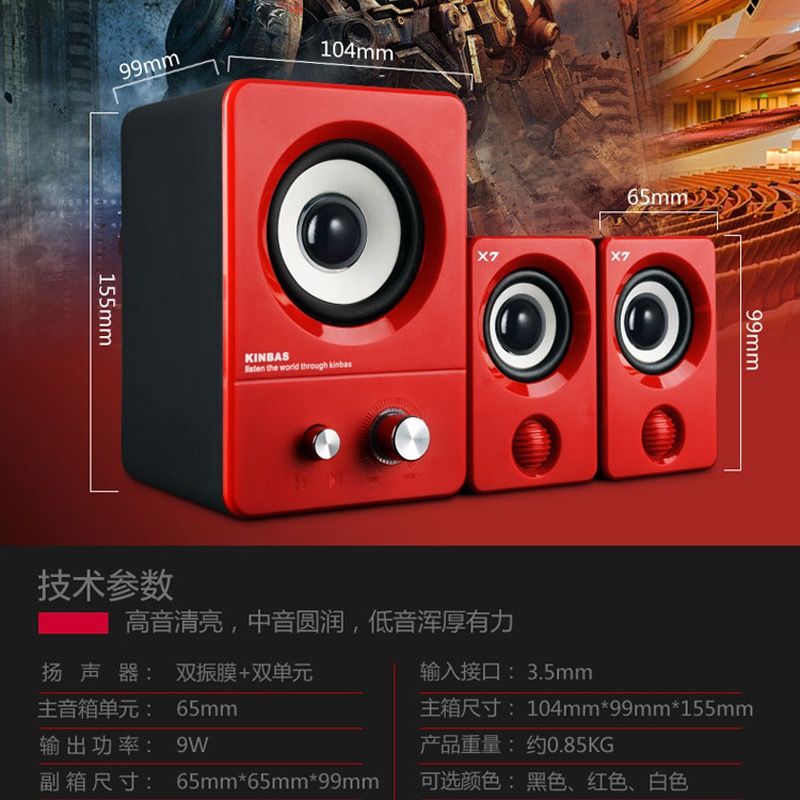 99mm
104mm
155mm
65mm
99mm
X7
X7
KINBAS
listen the world through kinbas
技术参数
高音清亮，中音圆润，低音浑厚有力
扬声器： 双振膜+双单元
主音箱单元： 65mm
输出功率： 9W
副箱尺寸： 65mm*65mm*99mm
输入接口： 3.5mm
主箱尺寸： 104mm*99mm*155mm
产品重量： 约0.85KG
可选颜色： 黑色、红色、白色